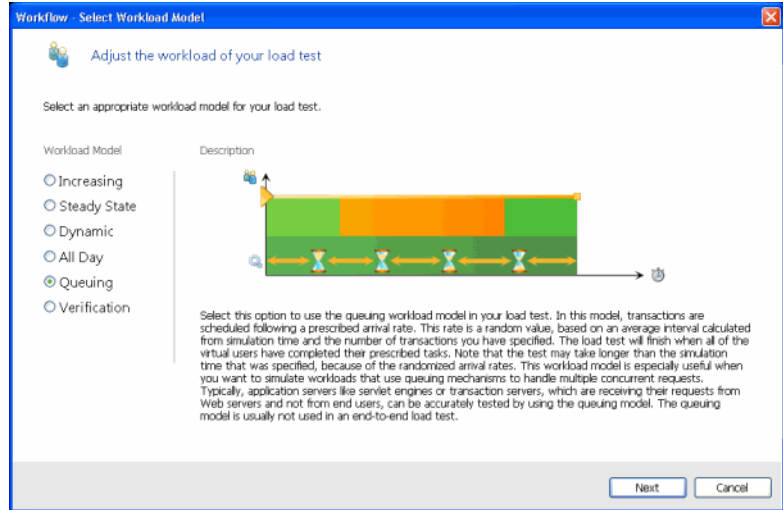 Workflow - Select Workload Model
Adjust the workload of your load test
Select an appropriate workload model for your load test.
Workload Model
Description
Increasing
Steady State
Dynamic
All Day
Queuing
Verification
Select this option to use the queuing workload model in your load test. In this model, transactions are
scheduled following a prescribed arrival rate. This rate is a random value, based on an average interval calculated
from simulation time and the number of transactions you have specified. The load test will finish when all of the
virtual users have completed their prescribed tasks. Note that the test may take longer than the simulation
time that was specified, because of the randomized arrival rates. This workload model is especially useful when
you want to simulate workloads that use queuing mechanisms to handle multiple concurrent requests.
Typically, application servers like servlet engines or transaction servers, which are receiving their requests from
Web servers and not from end users, can be accurately tested by using the queuing model. The queuing
model is usually not used in an end-to-end load test.
Next
Cancel